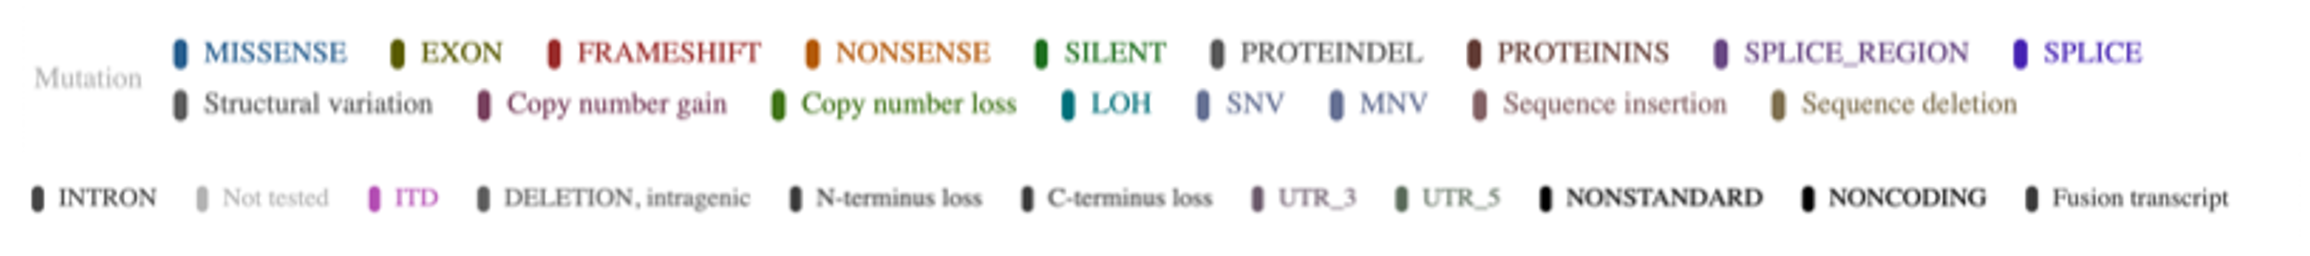 MISSENSE EXON FRAMESHIFT NONSENSE SILENT PROTEINDEL PROTEININS SPLICE_REGION SPLICE
Mutation
Structural variation Copy number gain Copy number loss LOH SNV MNV Sequence insertion Sequence deletion
INTRON Not tested ITD DELETION, intragenic N-terminus loss C-terminus loss UTR_3 UTR_5 NONSTANDARD NONCODING Fusion transcript